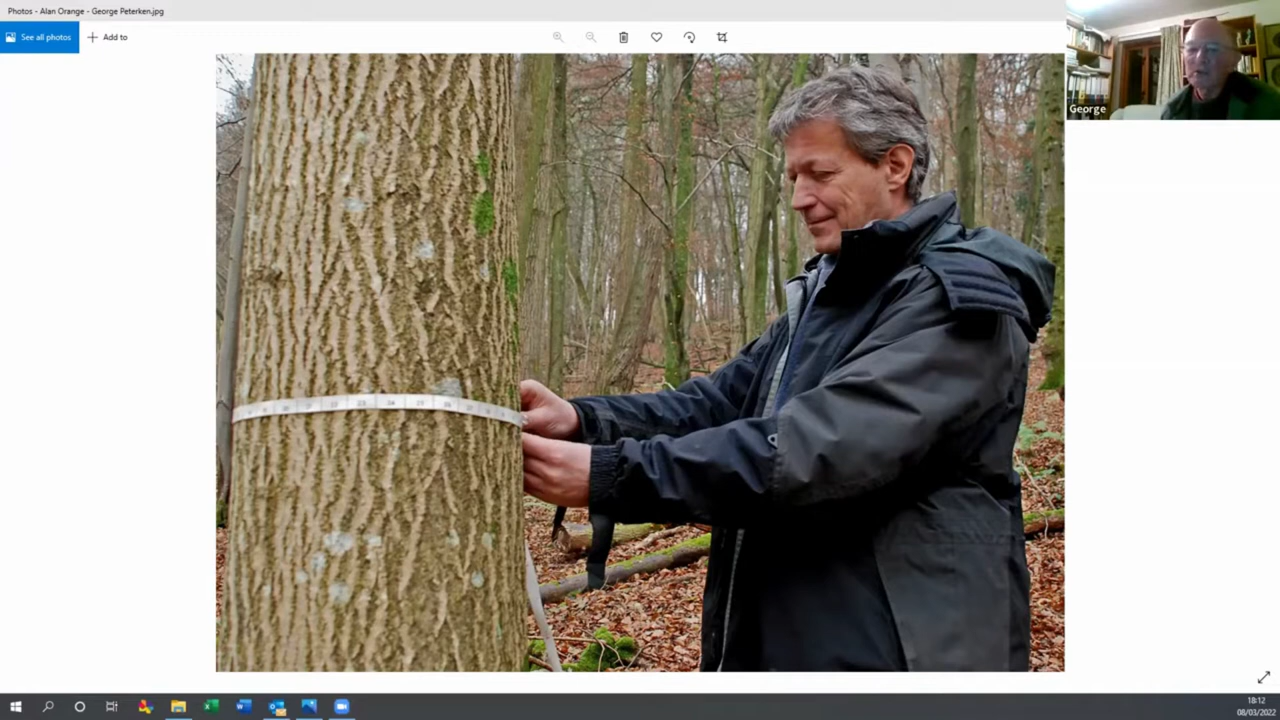 Photos - Alan Orange - George Peterken.jpg
See all photos
Add to
George
18:12
08/03/2022